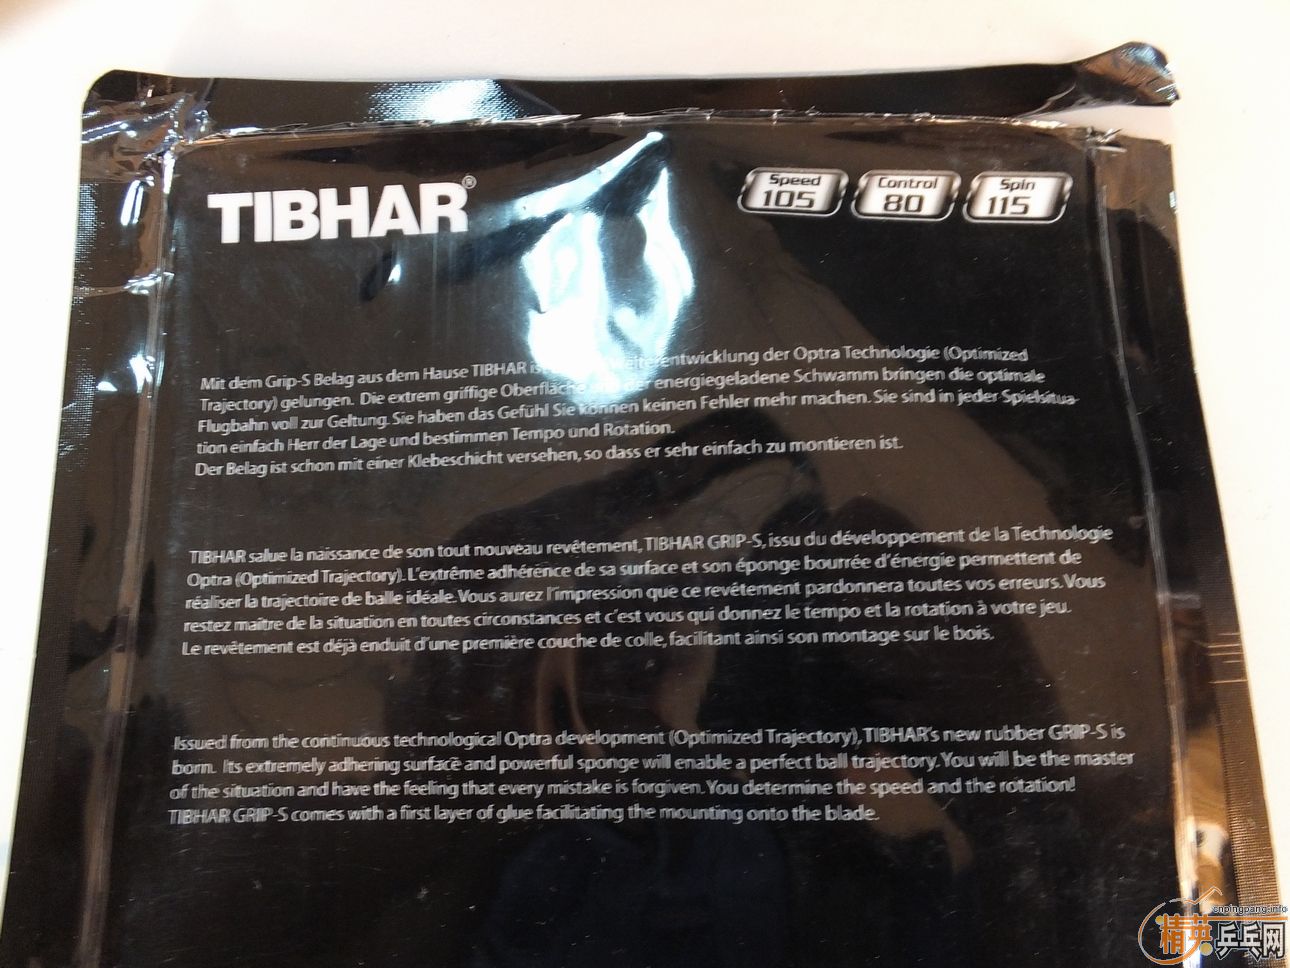 TIBHAR®
Speed
105
Control
80
Spin
115
Mit dem Grip-S Belag aus dem Hause TIBHAR ist Weiterentwicklung der Optra Technologie (Optimized
Trajectory) gelungen. Die extrem griffige Oberfläche und der energiegeladene Schwamm bringen die optimale
Flugbahn voll zur Geltung. Sie haben das Gefühl Sie können keinen Fehler mehr machen. Sie sind in jeder Spielsitua-
tion einfach Herr der Lage und bestimmen Tempo und Rotation.
Der Belag ist schon mit einer Klebeschicht versehen, so dass er sehr einfach zu montieren ist.
TIBHAR salue la naissance de son tout nouveau revêtement, TIBHAR GRIP-S, issu du développement de la Technologie
Optra (Optimized Trajectory). L'extrême adhérence de sa surface et son éponge bourrée d'énergie permettent de
réaliser la trajectoire de balle idéale. Vous aurez l'impression que ce revêtement pardonnera toutes vos erreurs. Vous
restez maître de la situation en toutes circonstances et c'est vous qui donnez le tempo et la rotation à votre jeu.
Le revêtement est déjà enduit d'une première couche de colle, facilitant ainsi son montage sur le bois.
Issued from the continuous technological Optra development (Optimized Trajectory), TIBHAR's new rubber GRIP-S is
born. Its extremely adhering surface and powerful sponge will enable a perfect ball trajectory. You will be the master
of the situation and have the feeling that every mistake is forgiven. You determine the speed and the rotation!
TIBHAR GRIP-S comes with a first layer of glue facilitating the mounting onto the blade.
cnpingpang.info
精英乒乓网